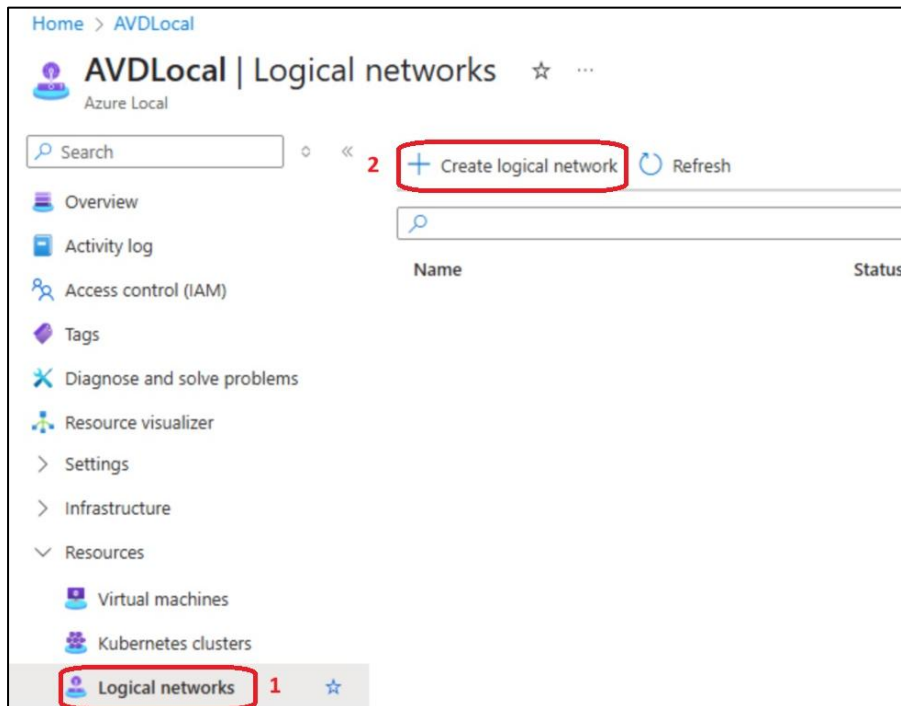 Home > AVDLocal
AVDLocal | Logical networks
Azure Local
Search
2
Create logical network
Refresh
Overview
Activity log
Access control (IAM)
Tags
Diagnose and solve problems
Resource visualizer
Settings
Infrastructure
Resources
Virtual machines
Kubernetes clusters
Logical networks 1
Name Status